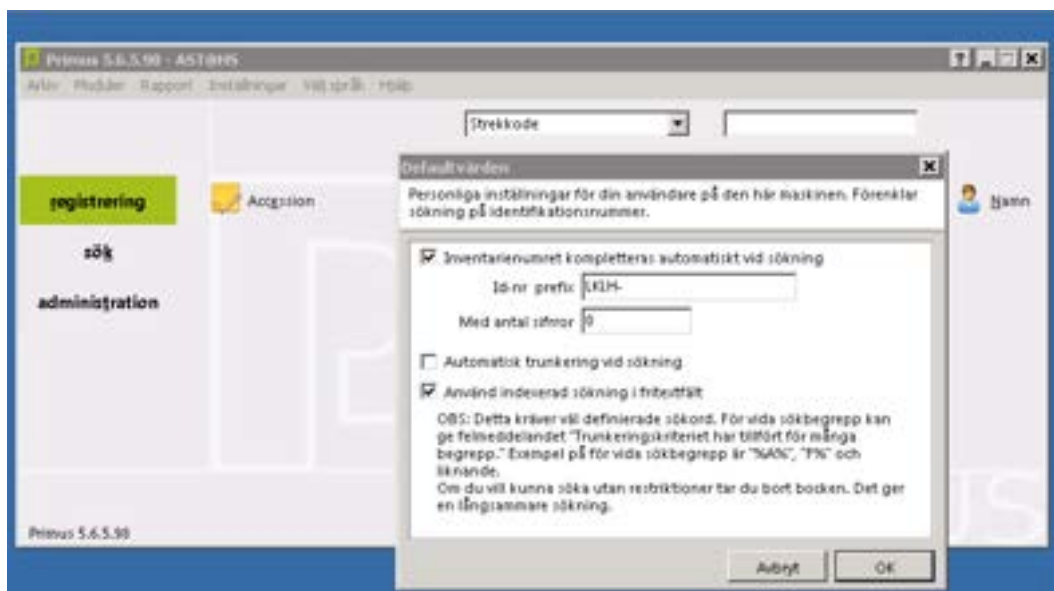 Primus 5.6.5.98 - AST@HS
Arkiv Moduler Rapport Inställningar Välj språk Hjälp
Strekkode
registrering
Accession
Namn
sök
administration
Defaultvärden
Personliga inställningar för din användare på den här maskinen. Förenklar
sökning på identifikationsnummer.
Inventarienumret kompletteras automatiskt vid sökning
Id-nr prefix LKLH-
Med antal siffror 0
Automatisk trunkering vid sökning
Använd indexerad sökning i fritextfält
OBS: Detta kräver väl definierade sökord. För vida sökbegrepp kan
ge felmeddelandet "Trunkeringskriteriet har tillfört för många
begrepp." Exempel på för vida sökbegrepp är "%A%", "F%" och
liknande.
Om du vill kunna söka utan restriktioner tar du bort bocken. Det ger
en långsammare sökning.
Primus 5.6.5.98
Avbryt OK